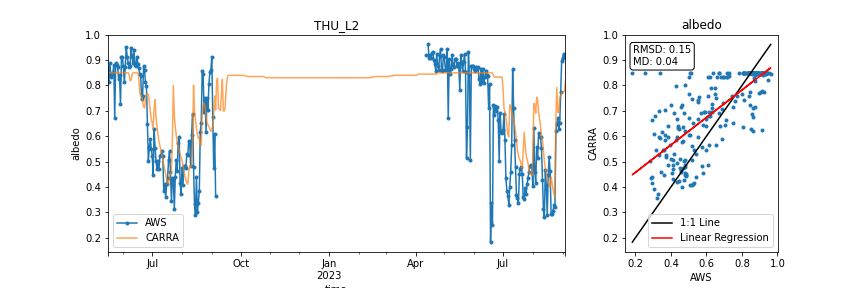 THU_L2
albedo
1.0
0.9
0.8
0.7
0.6
0.5
0.4
0.3
0.2
albedo
AWS
CARRA
Jul
Oct
Jan
2023
Apr
Jul
time
albedo
RMSD: 0.15
MD: 0.04
1.0
0.9
0.8
0.7
0.6
0.5
0.4
0.3
0.2
CARRA
1:1 Line
Linear Regression
0.2
0.4
0.6
0.8
1.0
AWS